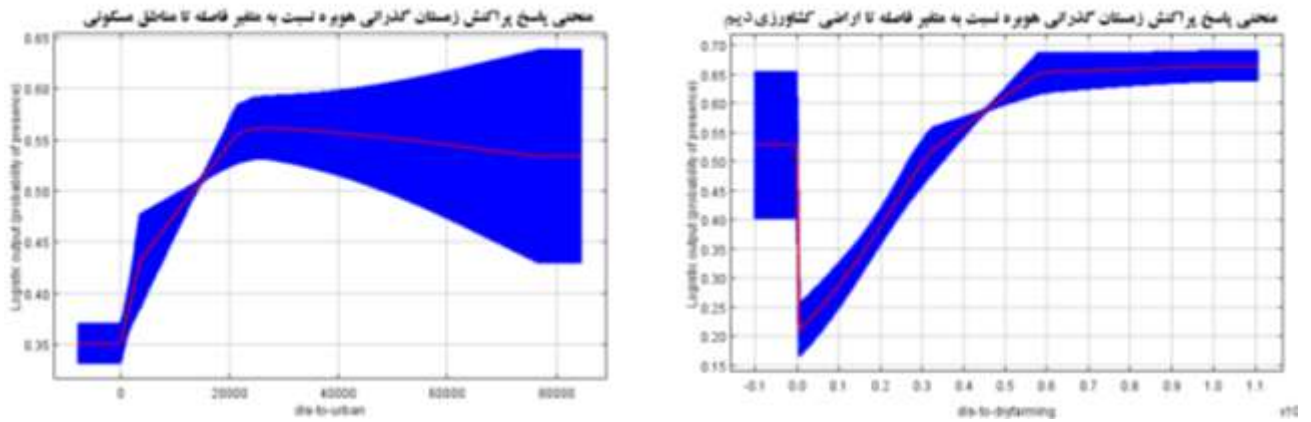 منحنی پاسخ پراکنش زمستان گذرانی هوبره نسبت به متغیر فاصله تا مناطق مسکونی
0.65
0.60
0.55
0.50
0.45
0.40
0.35
Logistic output (probability of presence)
0 20000 40000 60000 80000
dis-to-urban
منحنی پاسخ پراکنش زمستان گذرانی هوبره نسبت به متغیر فاصله تا اراضی کشاورزی دیم
0.70
0.65
0.60
0.55
0.50
0.45
0.40
0.35
0.30
0.25
0.20
0.15
Logistic output (probability of presence)
-0.1 0.0 0.1 0.2 0.3 0.4 0.5 0.6 0.7 0.8 0.9 1.0 1.1
dis-to-dryfarming
x10